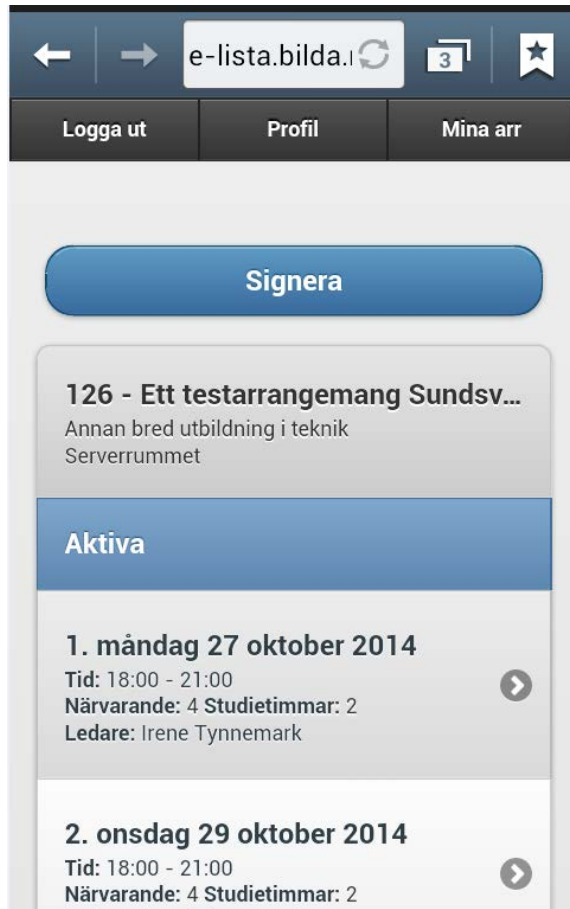 e-lista.bilda.
3
Logga ut Profil Mina arr
Signera
126 - Ett testarrangemang Sundsv...
Annan bred utbildning i teknik
Serverrummet
Aktiva
1. måndag 27 oktober 2014
Tid: 18:00 - 21:00
Närvarande: 4 Studietimmar: 2
Ledare: Irene Tynnemark
2. onsdag 29 oktober 2014
Tid: 18:00 - 21:00
Närvarande: 4 Studietimmar: 2